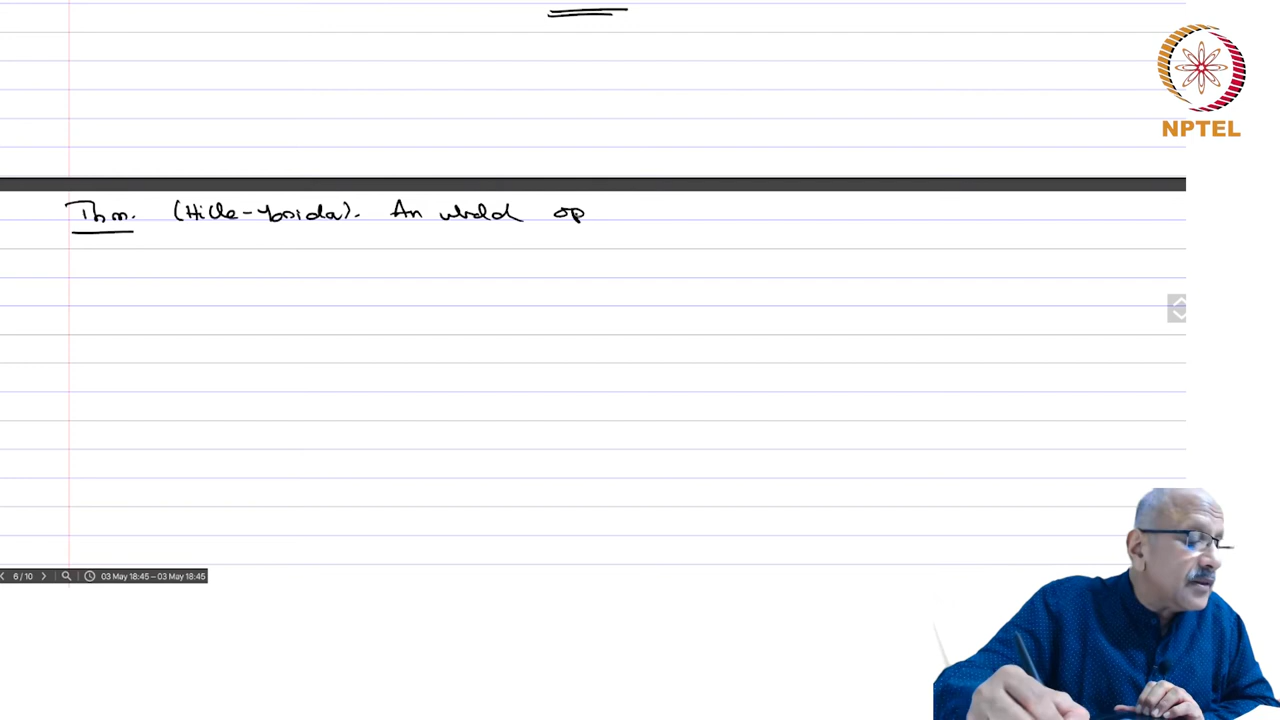 NPTEL
Thm. (Hille-Yosida). An unbdd op
6/10 03 May 18:45 – 03 May 18:45